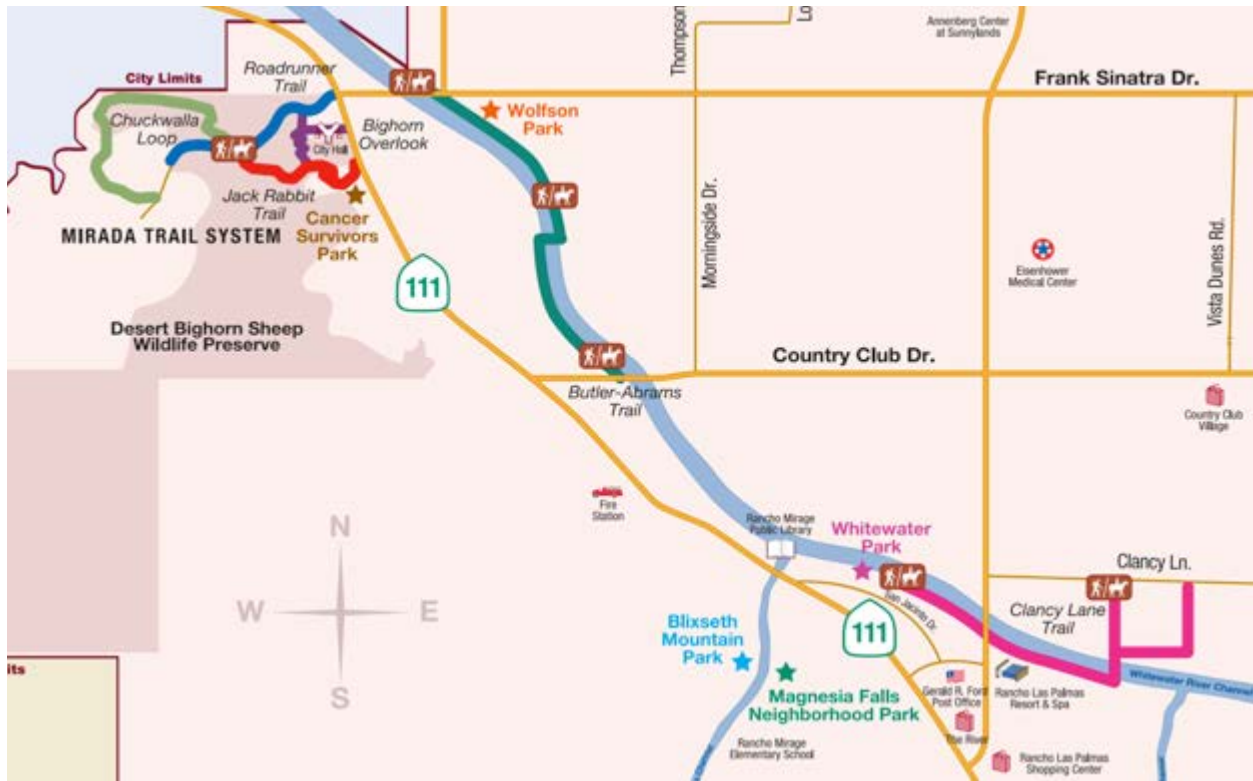 Thompson
Lo
Annenberg Center
at Sunnylands
City Limits
Roadrunner
Trail
Frank Sinatra Dr.
Chuckwalla
Loop
Wolfson
Park
Bighorn
Overlook
City Hall
Jack Rabbit
Trail
Cancer
Survivors
Park
MIRADA TRAIL SYSTEM
Morningside Dr.
Vista Dunes Rd.
Eisenhower
Medical Center
111
Desert Bighorn Sheep
Wildlife Preserve
Country Club Dr.
Butler-Abrams
Trail
Country Club
Village
Fire
Station
Rancho Mirage
Public Library
Whitewater
Park
N
W
E
S
Clancy Ln.
San Jacinto Dr.
Clancy Lane
Trail
111
Blixseth
Mountain
Park
its
Whitewater River Channel
Magnesia Falls
Neighborhood Park
Gerald R. Ford
Post Office
Rancho Las Palmas
Resort & Spa
The River
Rancho Mirage
Elementary School
Rancho Las Palmas
Shopping Center